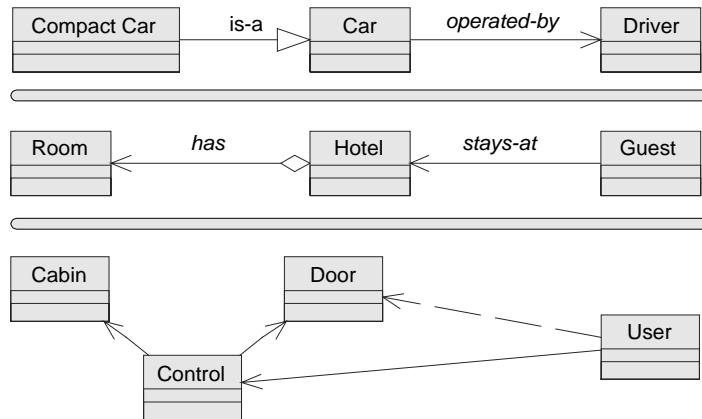 Compact Car is-a Car operated-by Driver
Room has Hotel stays-at Guest
Cabin Door
User
Control